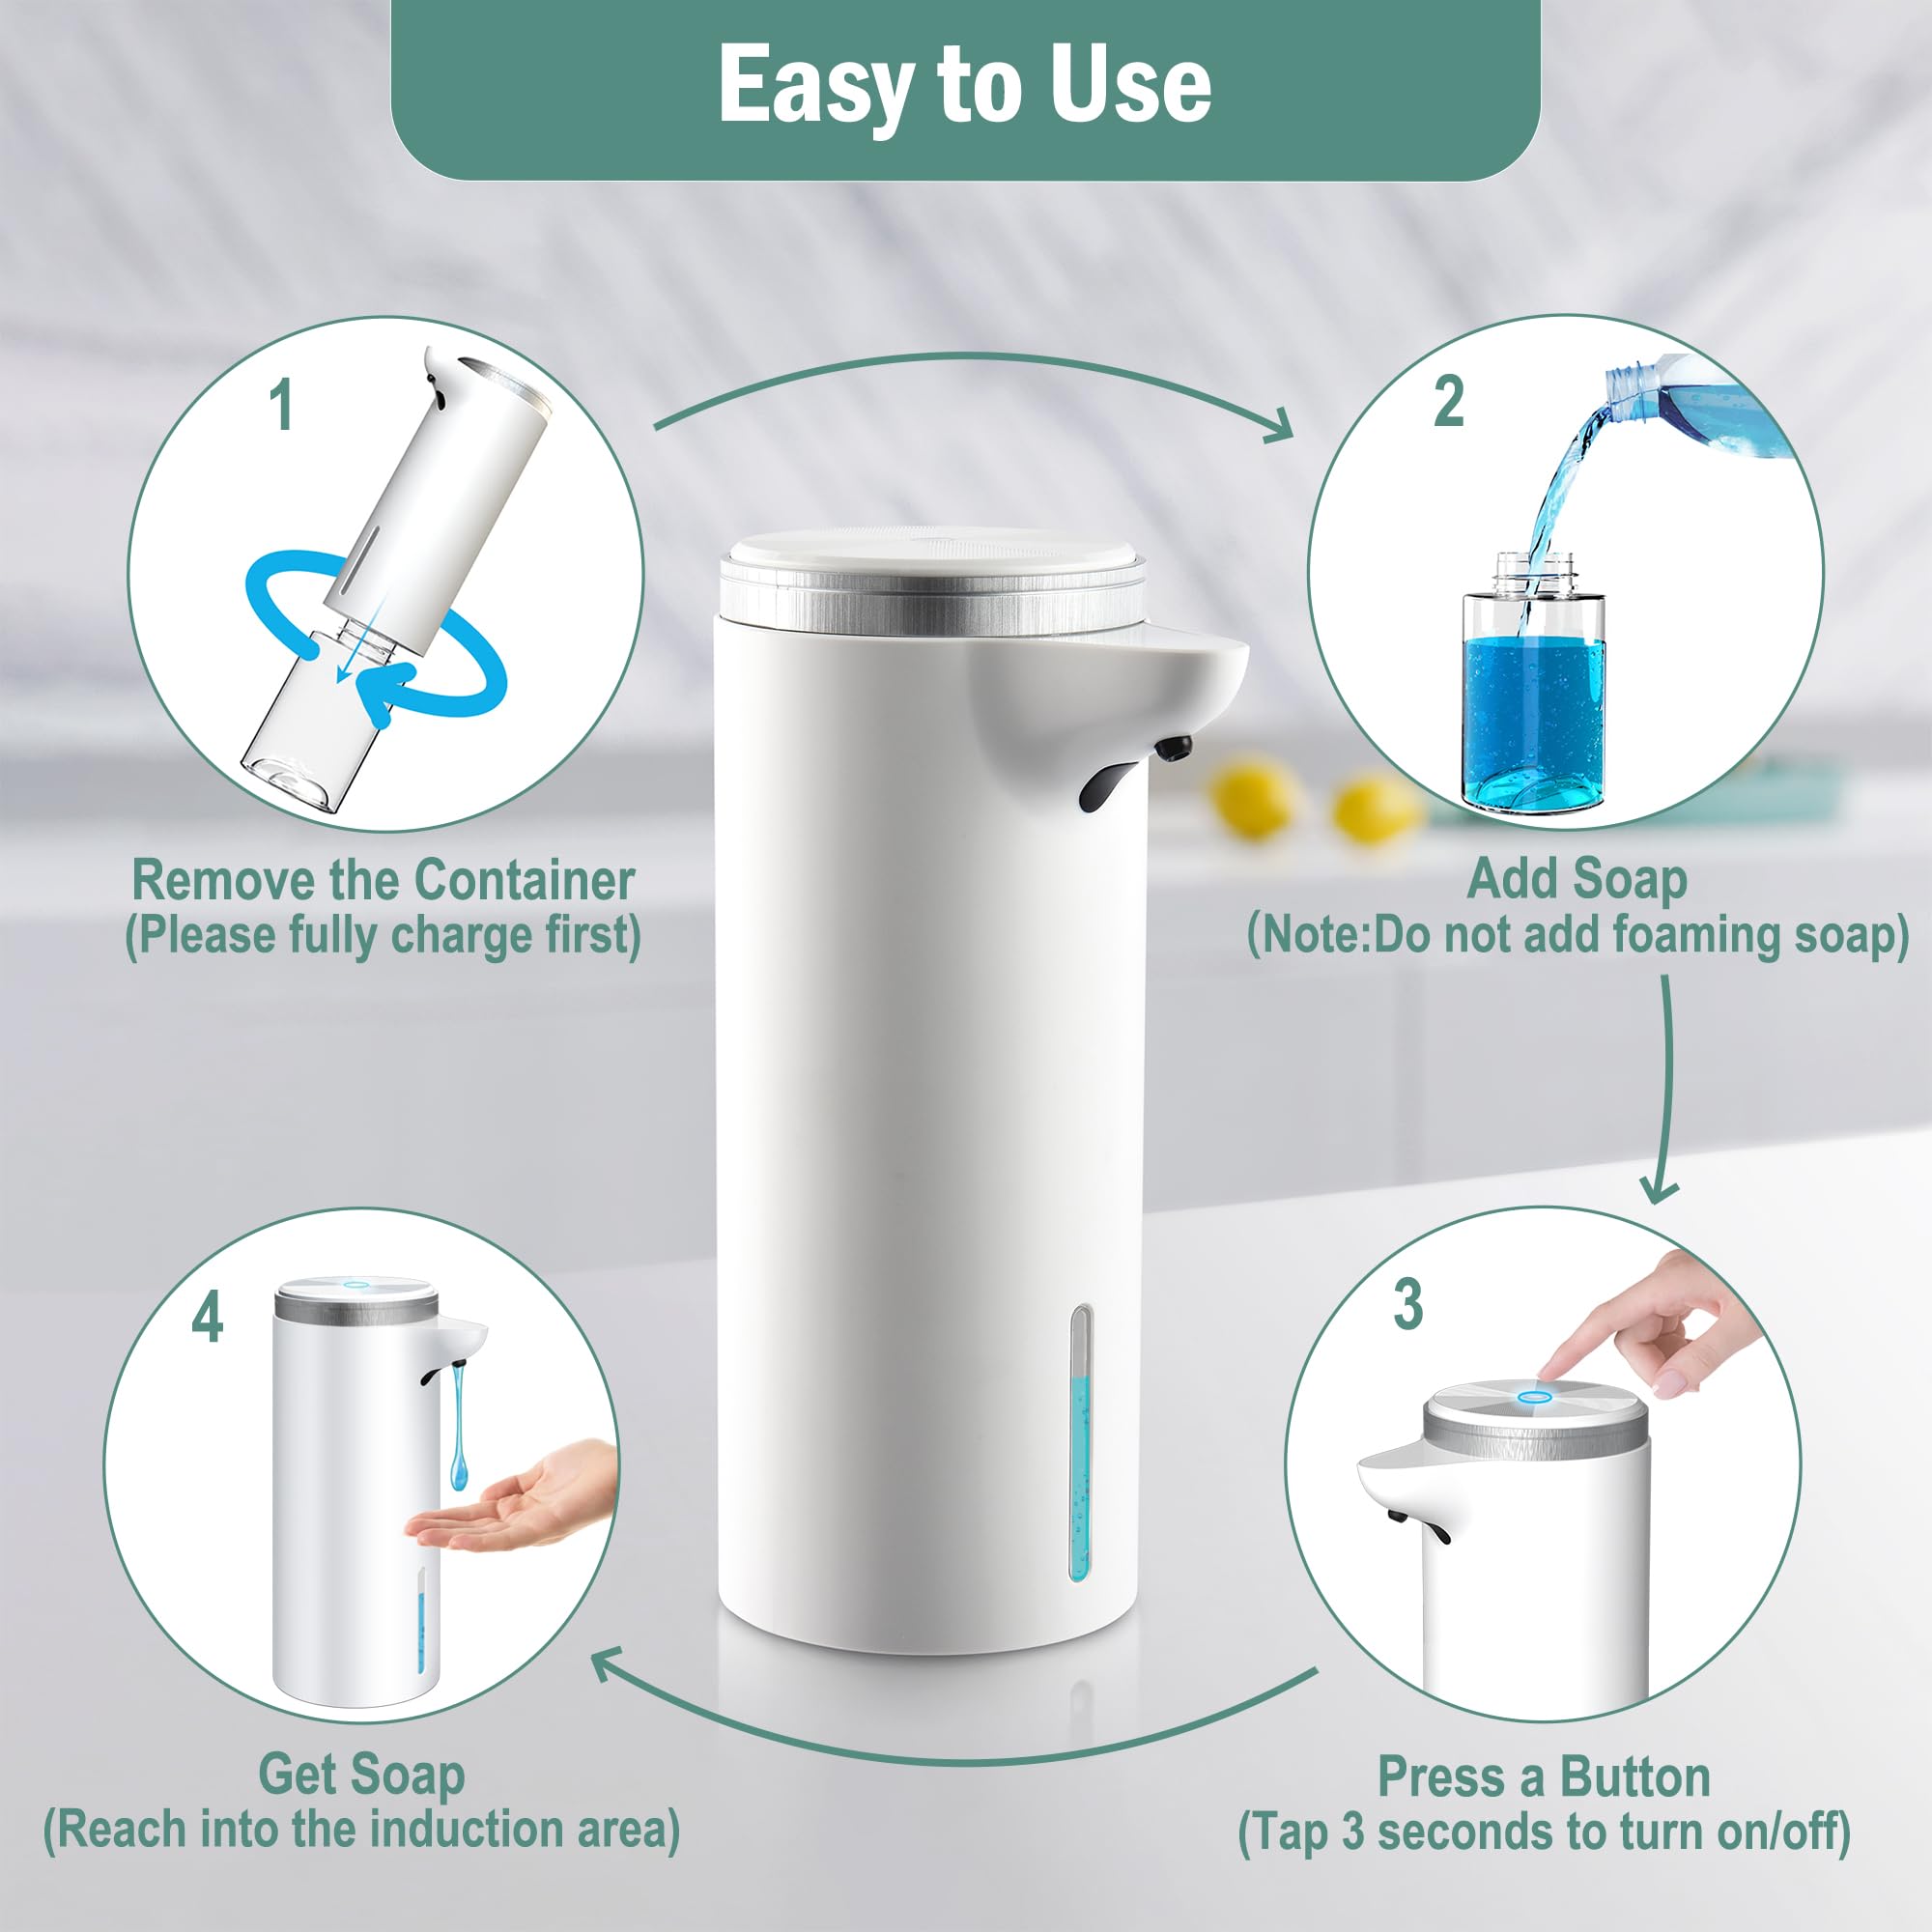 Easy to Use
1
Remove the Container
(Please fully charge first)
2
Add Soap
(Note:Do not add foaming soap)
3
Press a Button
(Tap 3 seconds to turn on/off)
4
Get Soap
(Reach into the induction area)